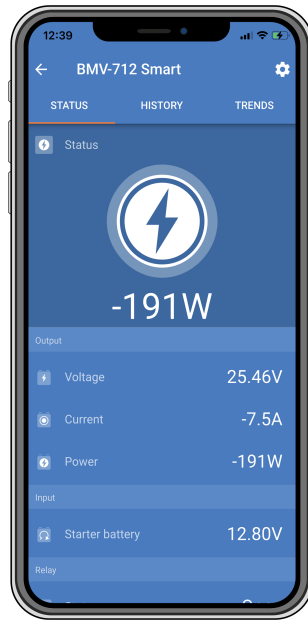 12:39
BMV-712 Smart
STATUS HISTORY TRENDS
Status
-191W
Output
Voltage 25.46V
Current -7.5A
Power -191W
Input
Starter battery 12.80V
Relay